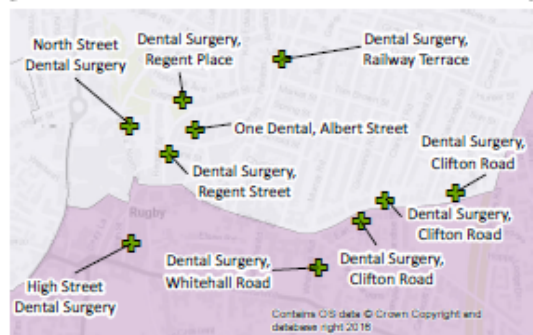 North Street
Dental Surgery
Dental Surgery,
Regent Place
Dental Surgery,
Railway Terrace
One Dental, Albert Street
Dental Surgery,
Regent Street
Dental Surgery,
Clifton Road
Dental Surgery,
Clifton Road
Dental Surgery,
Clifton Road
Rugby
Dental Surgery,
Whitehall Road
High Street
Dental Surgery
Contains OS data © Crown Copyright and
database right 2016